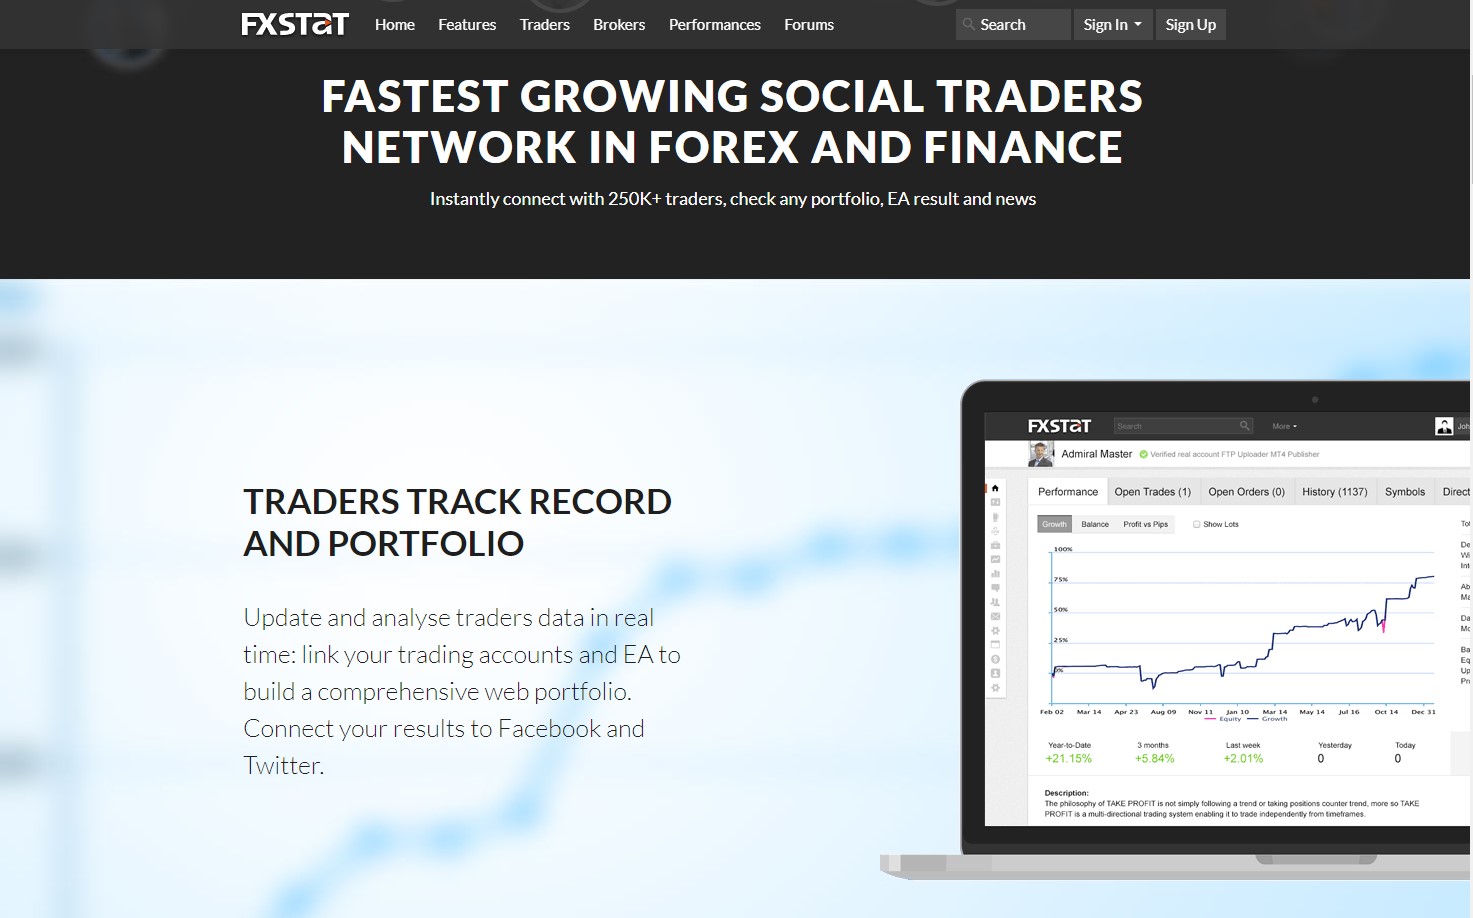 FXSTAT Home Features Traders Brokers Performances Forums Search Sign In Sign Up
FASTEST GROWING SOCIAL TRADERS
NETWORK IN FOREX AND FINANCE
Instantly connect with 250K+ traders, check any portfolio, EA result and news
TRADERS TRACK RECORD
AND PORTFOLIO
Update and analyse traders data in real
time: link your trading accounts and EA to
build a comprehensive web portfolio.
Connect your results to Facebook and
Twitter.
FXSTAT Search More Joh
Admiral Master Verified real account FTP Uploader MT4 Publisher
Performance Open Trades (1) Open Orders (0) History (1137) Symbols Direct
Growth Balance Profit vs Pips Show Lots
100%
75%
50%
25%
0%
Feb 02 Mar 14 Apr 23 Aug 09 Nov 11 Jan 10 Mar 14 May 14 Jul 16 Oct 14 Dec 31
Equity Growth
Year-to-Date 3 months Last week Yesterday Today
+21.15% +5.84% +2.01% 0 0
Description:
The philosophy of TAKE PROFIT is not simply following a trend or taking positions counter trend, more so TAKE
PROFIT is a multi-directional trading system enabling it to trade independently from timeframes.